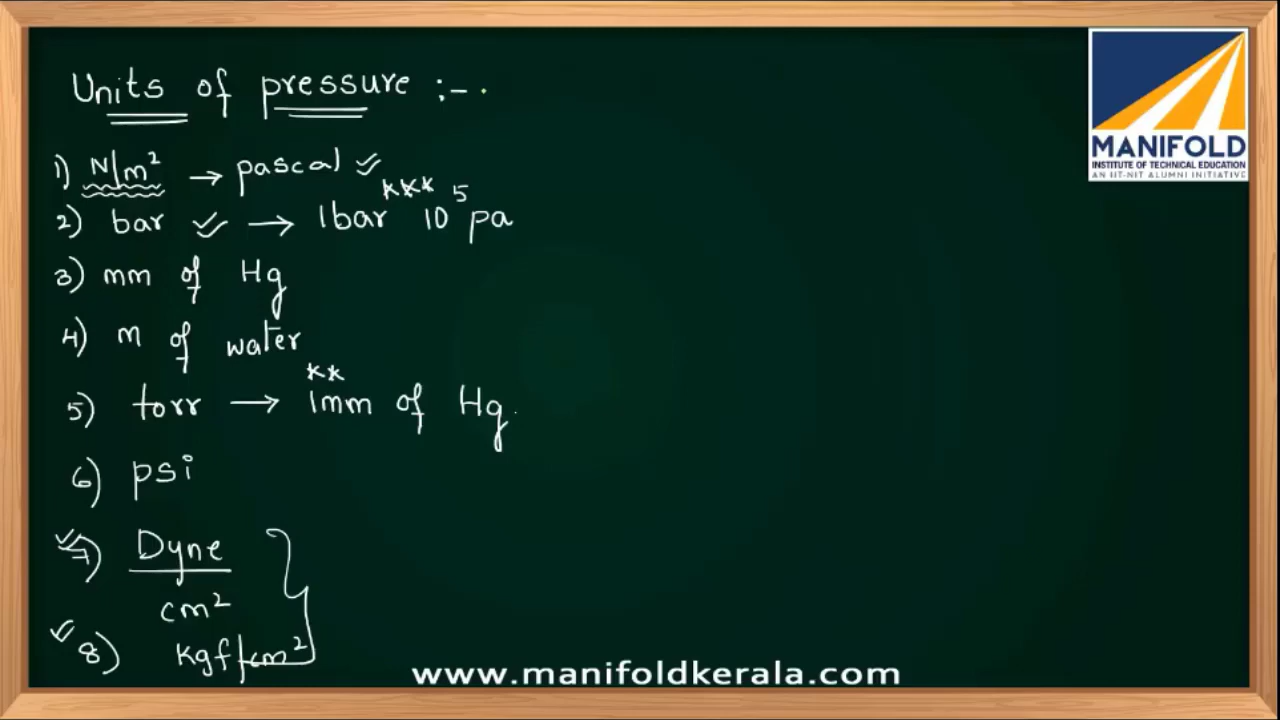 Units of pressure :-
1) N/m² → pascal
2) bar → 1bar 10⁵ pa
3) mm of Hg
4) m of water
5) torr → 1mm of Hg.
6) psi
7) Dyne
cm²
8) kgf/cm²
MANIFOLD
INSTITUTE OF TECHNICAL EDUCATION
AN IIT-NIT ALUMNI INITIATIVE
www.manifoldkerala.com